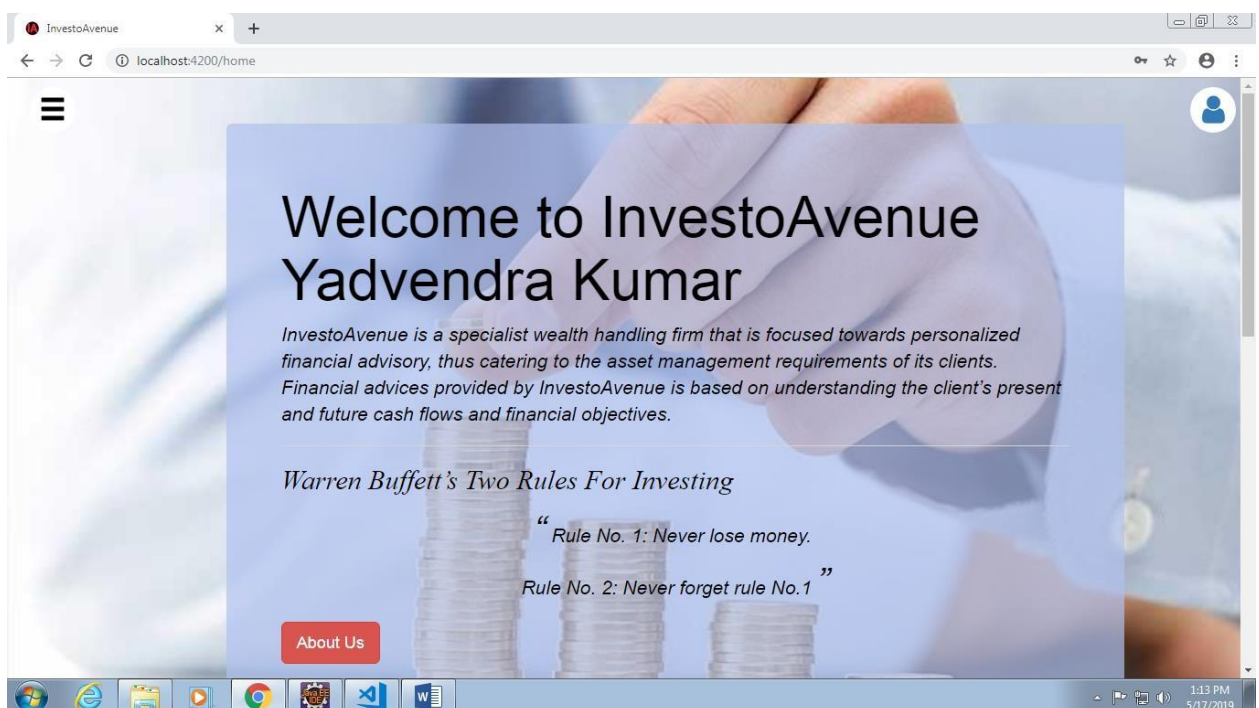 IA InvestoAvenue
localhost:4200/home
Welcome to InvestoAvenue
Yadvendra Kumar
InvestoAvenue is a specialist wealth handling firm that is focused towards personalized
financial advisory, thus catering to the asset management requirements of its clients.
Financial advices provided by InvestoAvenue is based on understanding the client's present
and future cash flows and financial objectives.
Warren Buffett's Two Rules For Investing
“ Rule No. 1: Never lose money.
Rule No. 2: Never forget rule No.1 ”
About Us
Java EE
IDE
W
1:13 PM
5/17/2019